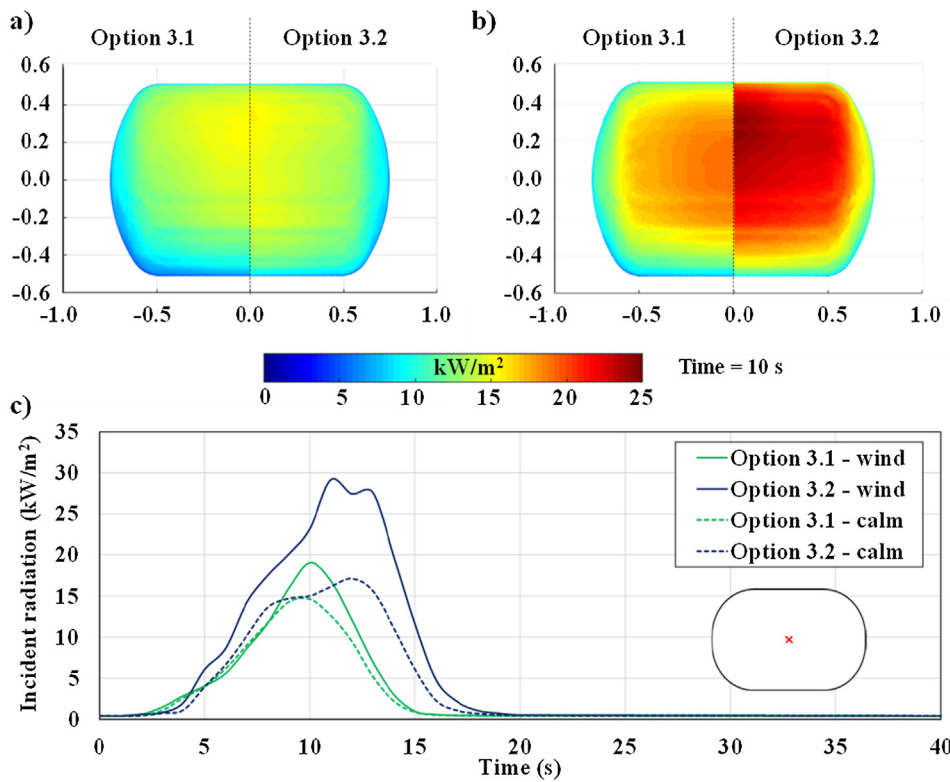 a)
Option 3.1 Option 3.2
0.6
0.4
0.2
0.0
-0.2
-0.4
-0.6
-1.0 -0.5 0.0 0.5 1.0
b)
Option 3.1 Option 3.2
0.6
0.4
0.2
0.0
-0.2
-0.4
-0.6
-1.0 -0.5 0.0 0.5 1.0
kW/m²
0 5 10 15 20 25
Time = 10 s
c)
Incident radiation (kW/m²)
35
30
25
20
15
10
5
0
0 5 10 15 20 25 30 35 40
Time (s)
Option 3.1 - wind
Option 3.2 - wind
Option 3.1 - calm
Option 3.2 - calm